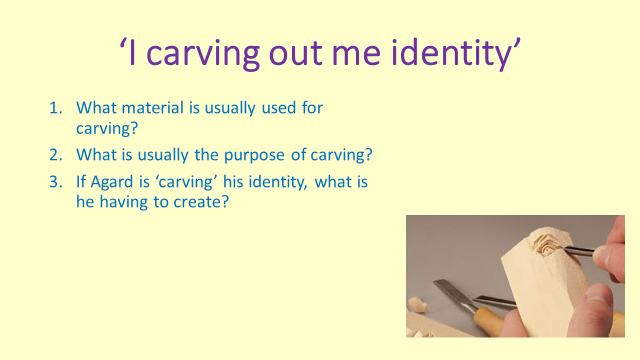 ‘I carving out me identity’
1. What material is usually used for
carving?
2. What is usually the purpose of carving?
3. If Agard is ‘carving’ his identity, what is
he having to create?